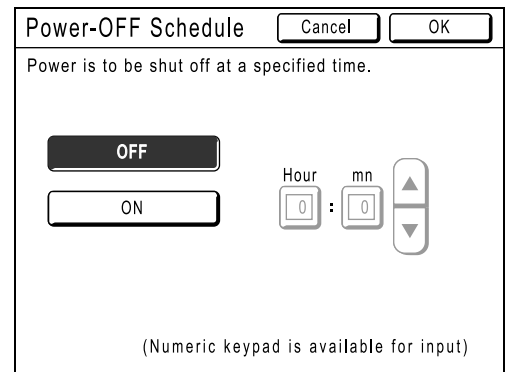 Power-OFF Schedule Cancel OK
Power is to be shut off at a specified time.
OFF
Hour mn
ON 0 : 0
(Numeric keypad is available for input)